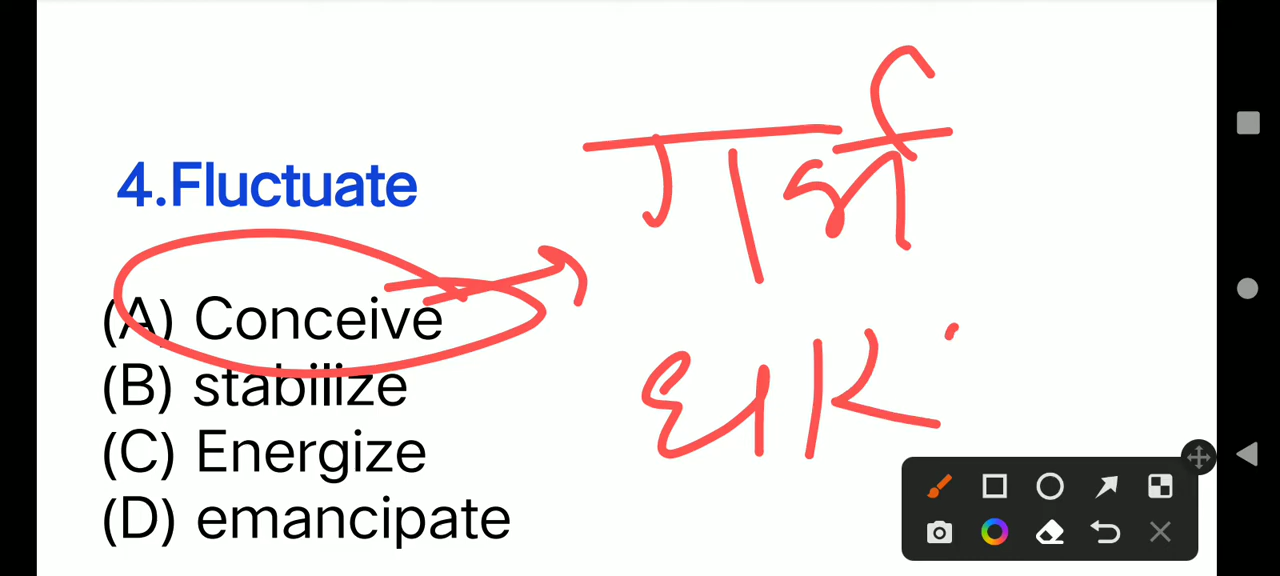 4.Fluctuate
गर्भ
(A) Conceive
(B) stabilize
(C) Energize
(D) emancipate